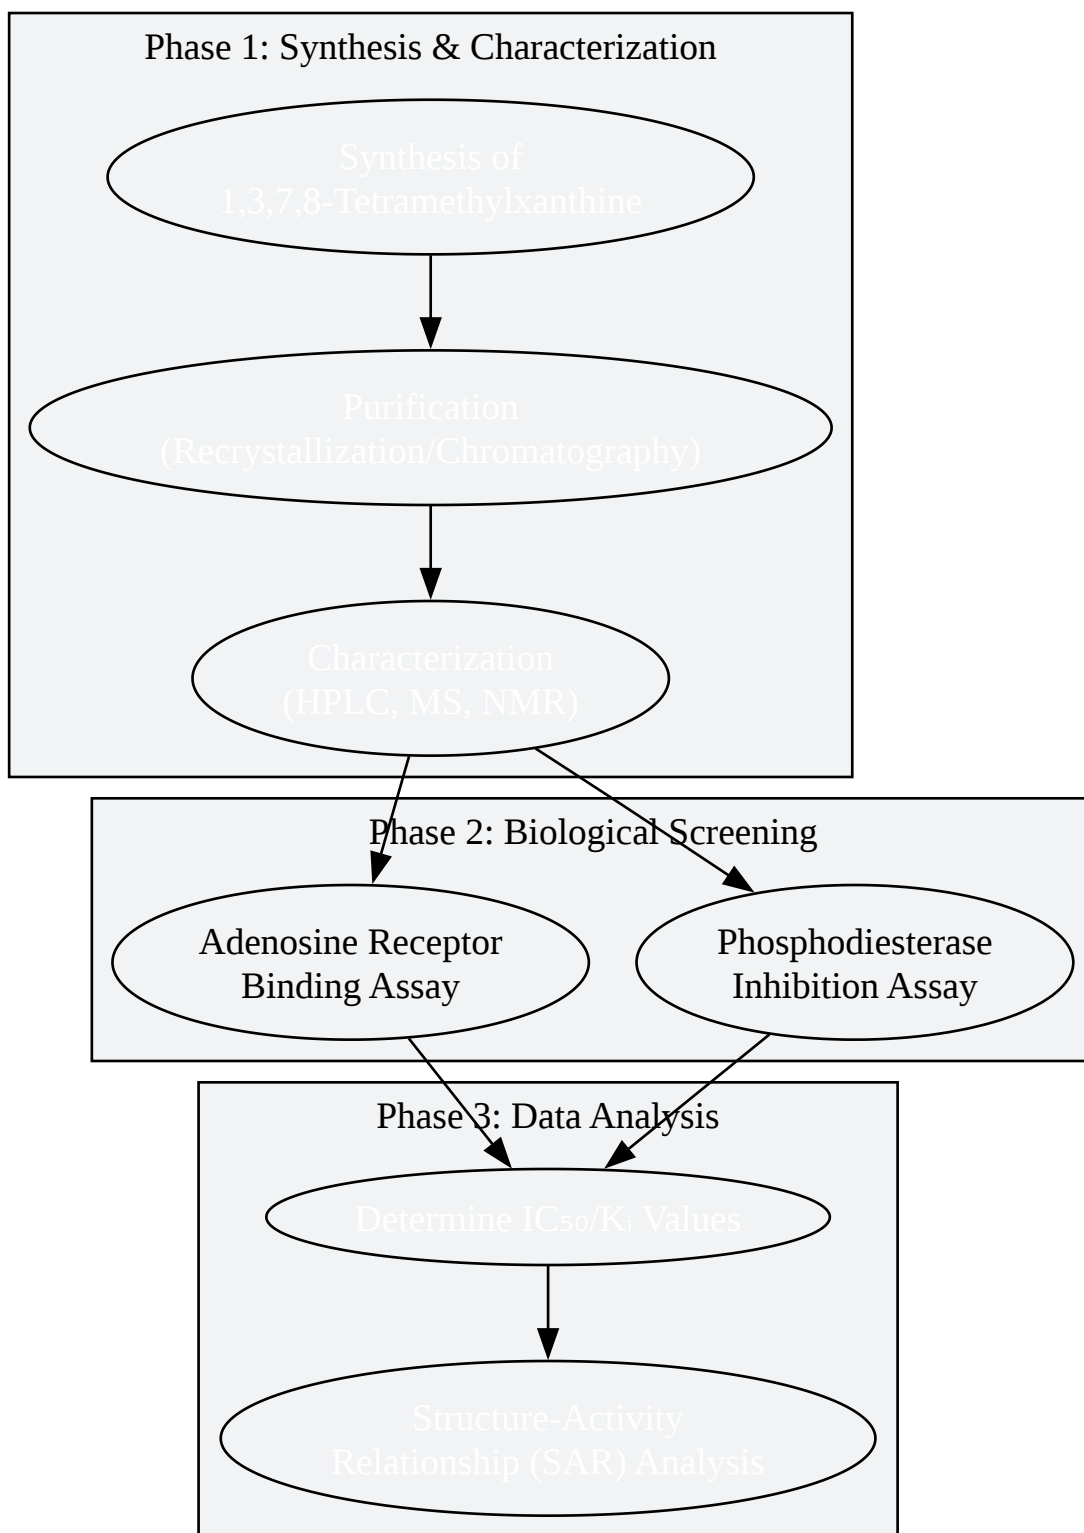 Phase 1: Synthesis & Characterization
Synthesis of
1,3,7,8-Tetramethylxanthine
Purification
(Recrystallization/Chromatography)
Characterization
(HPLC, MS, NMR)
Phase 2: Biological Screening
Adenosine Receptor
Binding Assay
Phosphodiesterase
Inhibition Assay
Phase 3: Data Analysis
Determine IC₅₀/Kᵢ Values
Structure-Activity
Relationship (SAR) Analysis